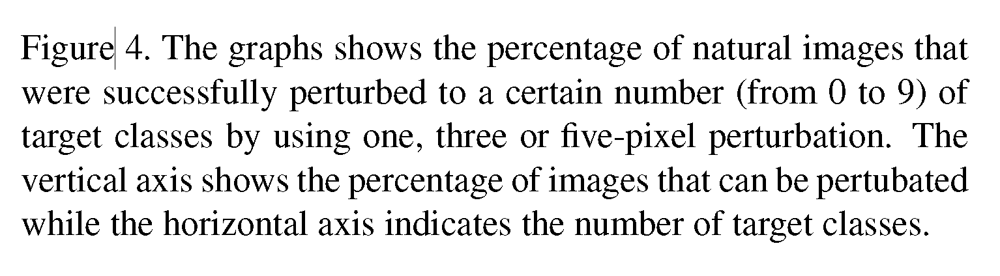 Figure 4. The graphs shows the percentage of natural images that
were successfully perturbed to a certain number (from 0 to 9) of
target classes by using one, three or five-pixel perturbation. The
vertical axis shows the percentage of images that can be pertubated
while the horizontal axis indicates the number of target classes.